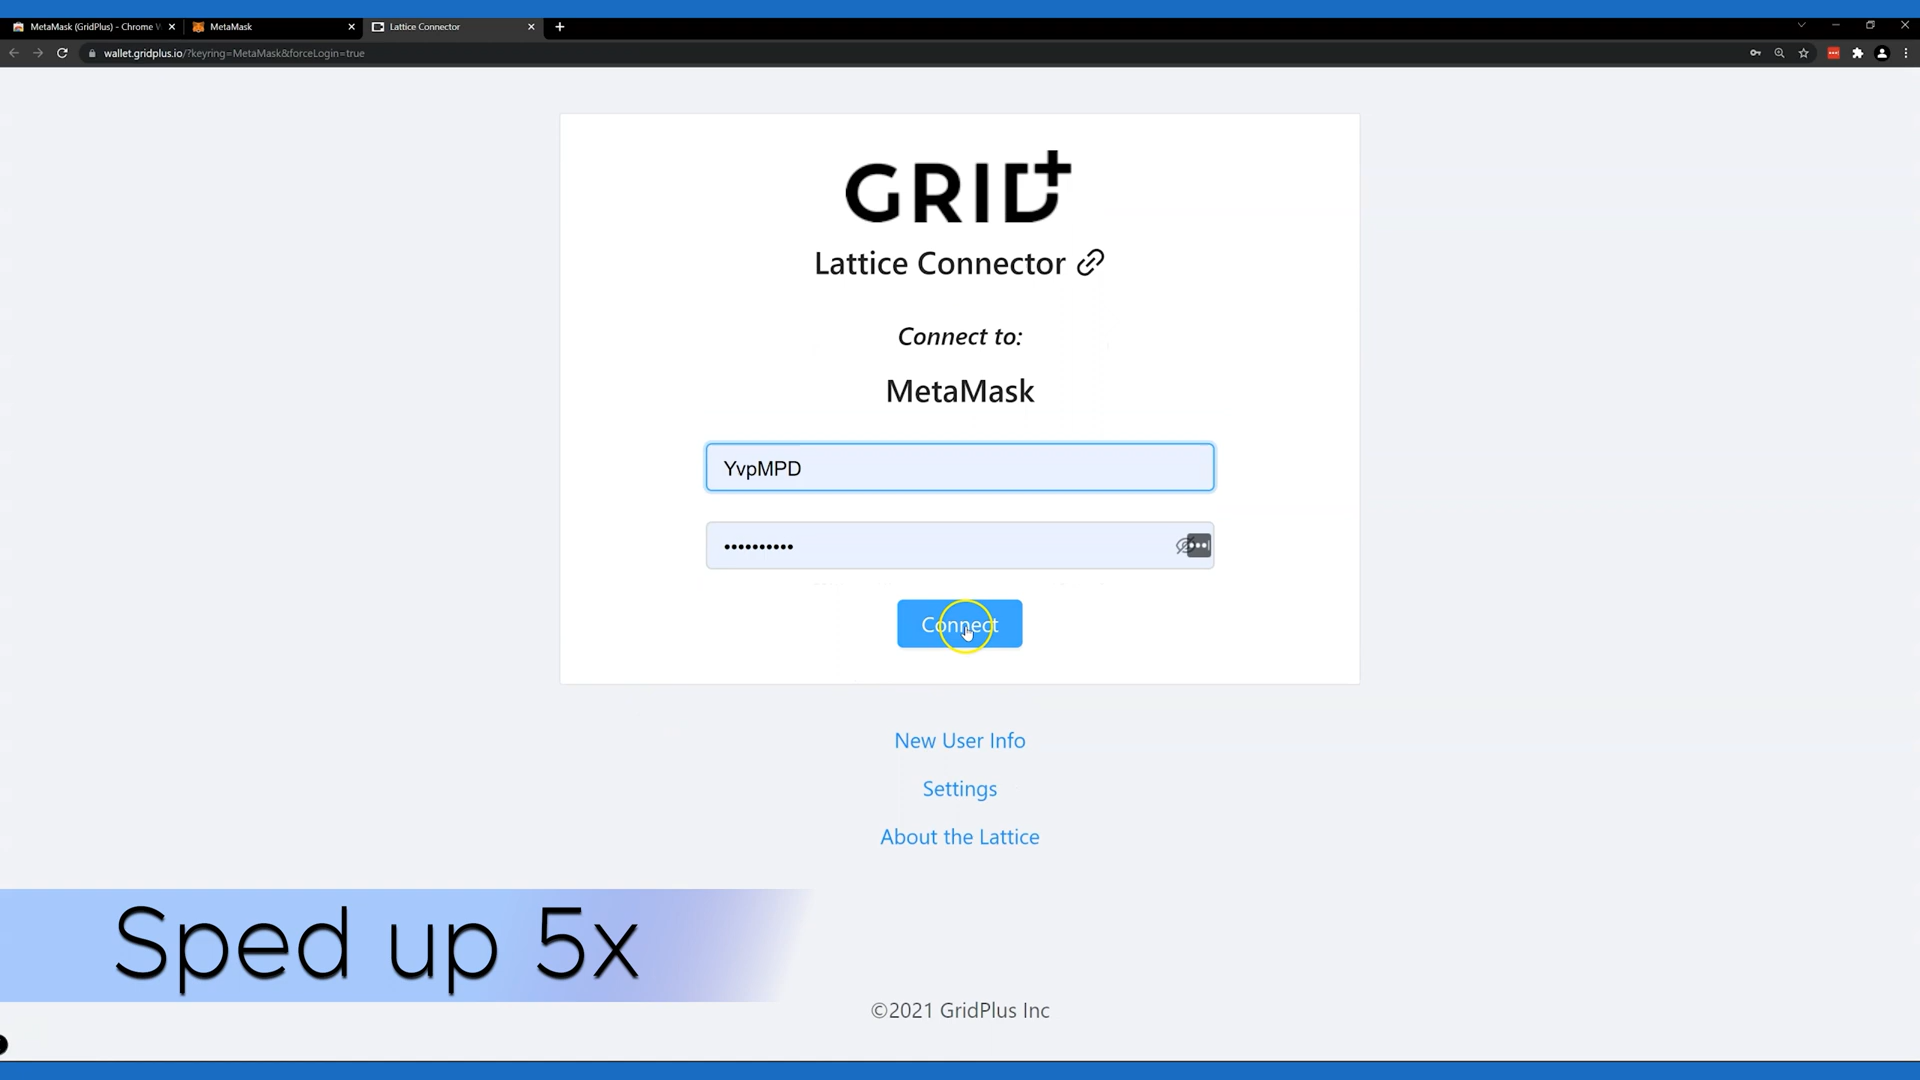 MetaMask (GridPlus) - Chrome
MetaMask
Lattice Connector
wallet.gridplus.io/?keyring=MetaMask&forceLogin=true
GRID+
Lattice Connector
Connect to:
MetaMask
YvpMPD
••••••••••
Connect
New User Info
Settings
About the Lattice
Sped up 5x
©2021 GridPlus Inc